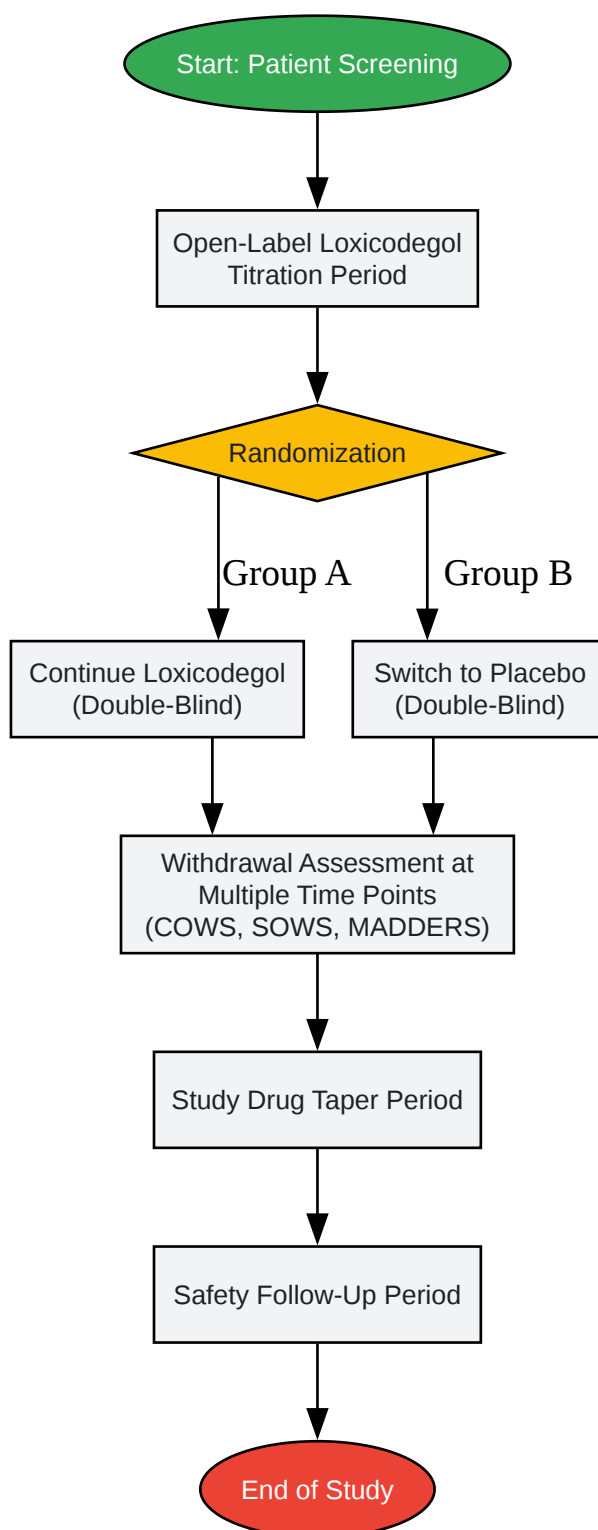 Start: Patient Screening
Open-Label Loxicodegol
Titration Period
Randomization
Group A
Group B
Continue Loxicodegol
(Double-Blind)
Switch to Placebo
(Double-Blind)
Withdrawal Assessment at
Multiple Time Points
(COWS, SOWS, MADDERS)
Study Drug Taper Period
Safety Follow-Up Period
End of Study